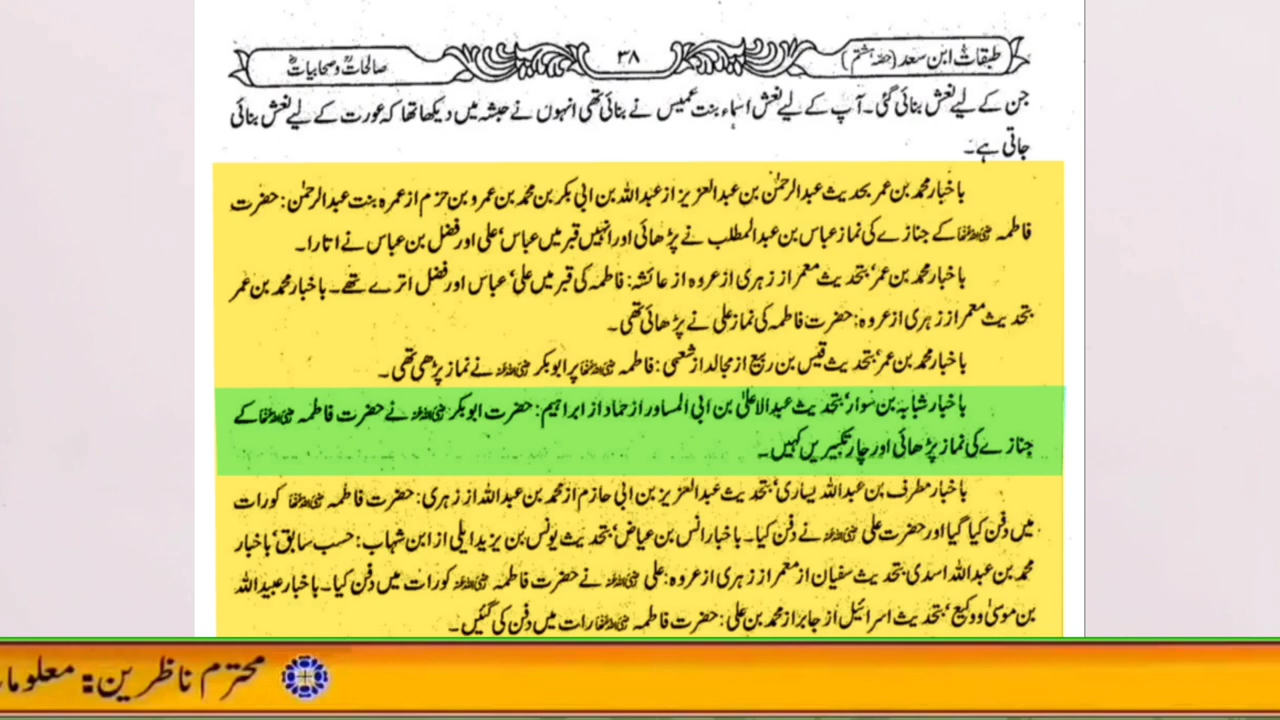 طبقات ابن سعد (حصہ ہشتم)
۳۸
صالحات و صحابیات
جن کے لیے نعش بنائی گئی۔ آپ کے لیے نعش اسماء بنت عمیس نے بنائی تھی انہوں نے حبشہ میں دیکھا تھا کہ عورت کے لیے نعش بنائی
جاتی ہے۔
باخبار محمد بن عمر بحدیث عبدالرحمٰن بن عبدالعزیز از عبداللہ بن ابی بکر بن محمد بن عمرو بن حزم از عمرہ بنت عبدالرحمٰن: حضرت
فاطمہ رضی اللہ عنہا کے جنازے کی نماز عباس بن عبدالمطلب نے پڑھائی اور انہیں قبر میں عباس‘ علی اور فضل بن عباس نے اتارا۔
باخبار محمد بن عمر‘ بتحدیث معمر از زہری از عروہ از عائشہ: فاطمہ کی قبر میں علی‘ عباس اور فضل اترے تھے۔ باخبار محمد بن عمر
بتحدیث معمر از زہری از عروہ: حضرت فاطمہ کی نماز علی نے پڑھائی تھی۔
باخبار محمد بن عمر‘ بتحدیث قیس بن ربیع از مجالد از شعبی: فاطمہ رضی اللہ عنہا پر ابوبکر رضی اللہ عنہ نے نماز پڑھی تھی۔
باخبار شبابہ بن سوار‘ بتحدیث عبدالاعلیٰ بن ابی المساور از حماد از ابراہیم: حضرت ابوبکر رضی اللہ عنہ نے حضرت فاطمہ رضی اللہ عنہا کے
جنازے کی نماز پڑھائی اور چار تکبیریں کہیں۔
باخبار مطرف بن عبداللہ یساری‘ بتحدیث عبدالعزیز بن ابی حازم از محمد بن عبداللہ از زہری: حضرت فاطمہ رضی اللہ عنہا کو رات
میں دفن کیا گیا اور حضرت علی رضی اللہ عنہ نے دفن کیا۔ باخبار انس بن عیاض‘ بتحدیث یونس بن یزید ایلی از ابن شہاب: حسب سابق‘ باخبار
محمد بن عبداللہ اسدی بتحدیث سفیان از معمر از زہری از عروہ: علی رضی اللہ عنہ نے حضرت فاطمہ رضی اللہ عنہ کو رات میں دفن کیا۔ باخبار عبیداللہ
بن موسیٰ و وکیع‘ بتحدیث اسرائیل از جابر از محمد بن علی: حضرت فاطمہ رضی اللہ عنہا رات میں دفن کی گئیں۔
محترم ناظرین: معلوما